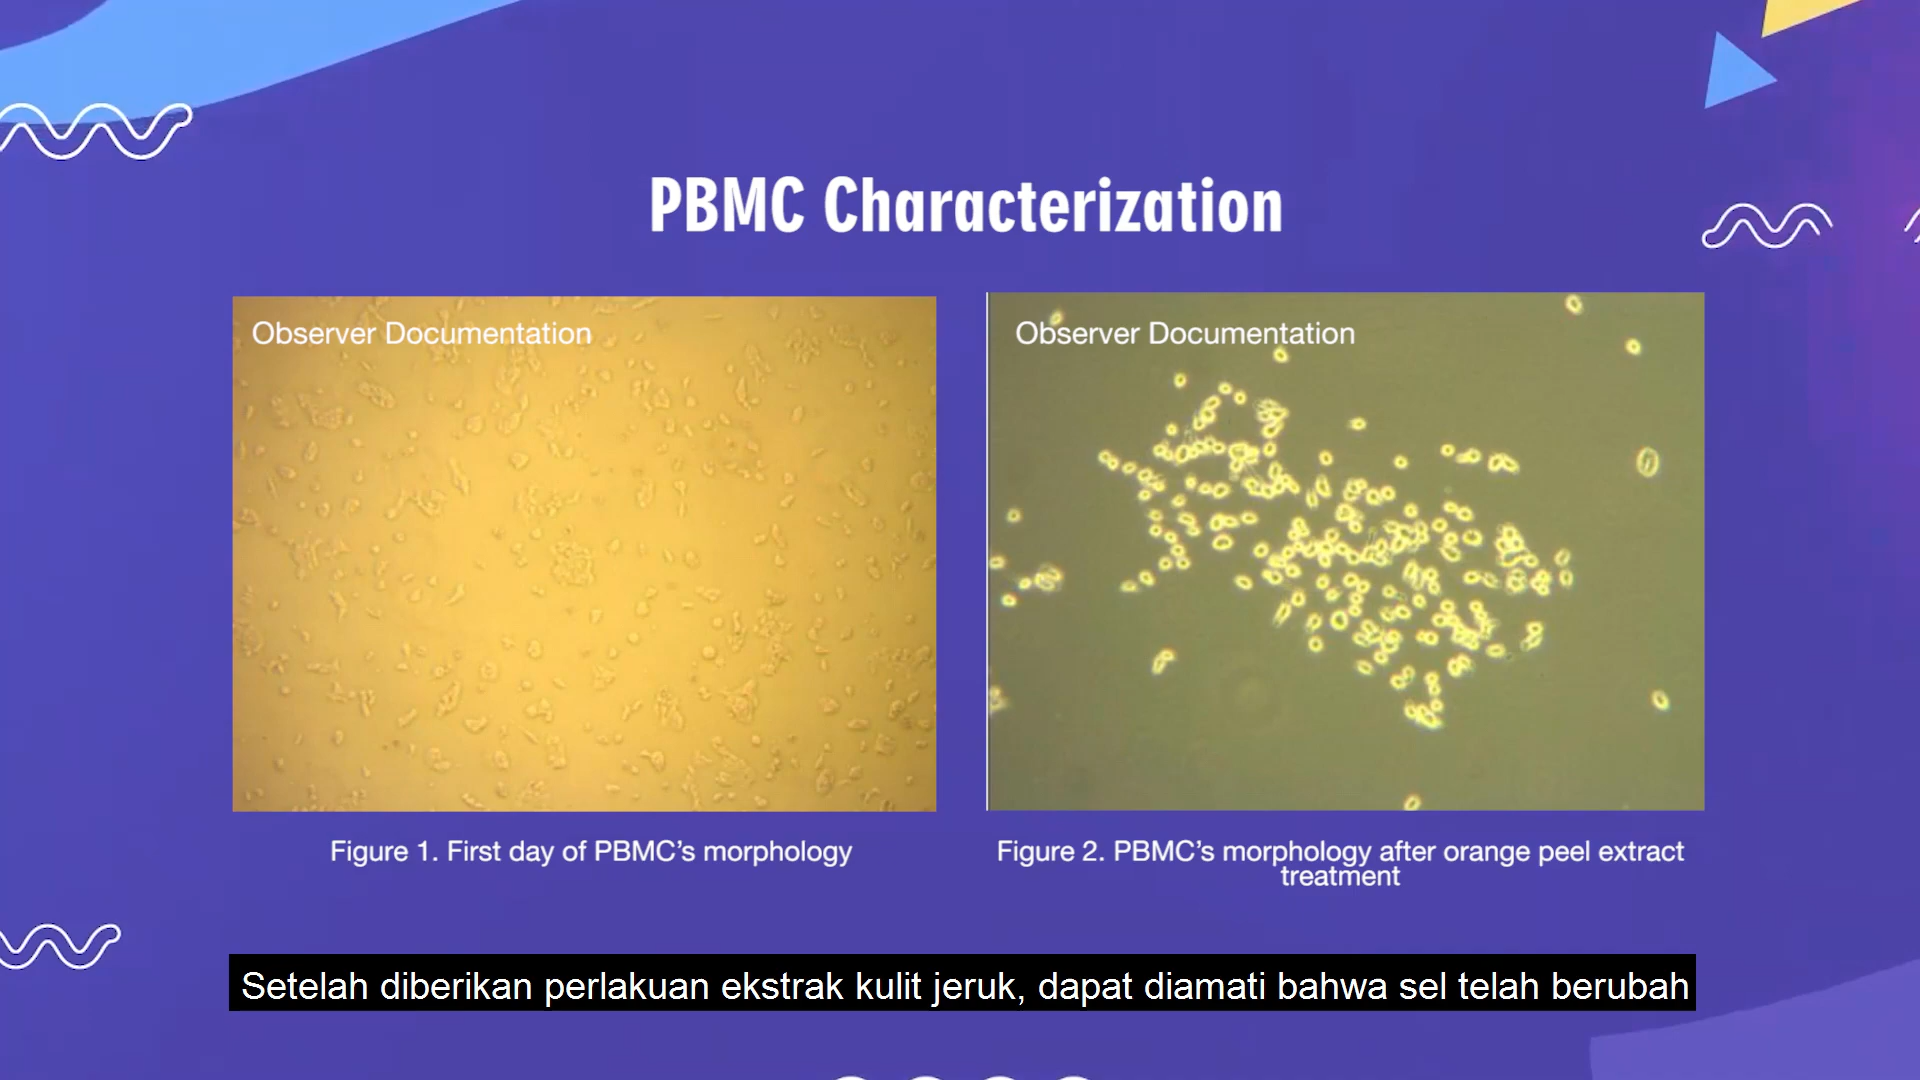 PBMC Characterization
Observer Documentation
Observer Documentation
Figure 1. First day of PBMC’s morphology
Figure 2. PBMC’s morphology after orange peel extract
treatment
Setelah diberikan perlakuan ekstrak kulit jeruk, dapat diamati bahwa sel telah berubah